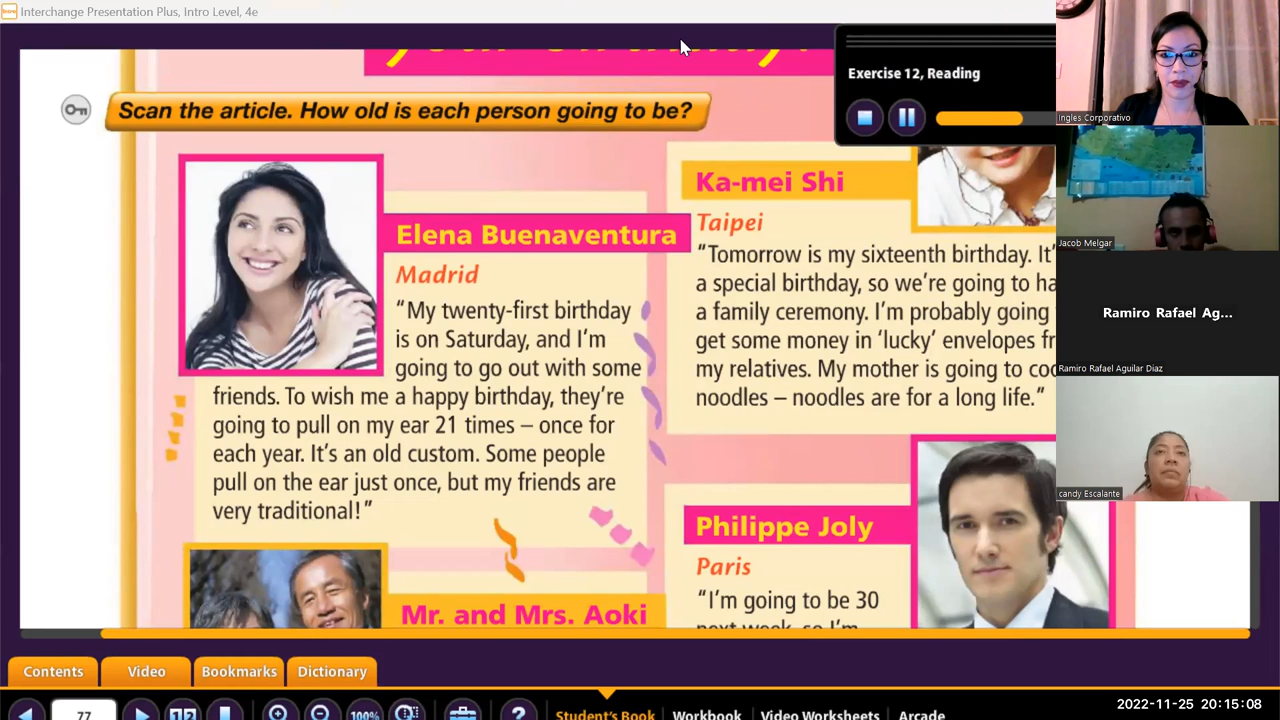 Interchange Presentation Plus, Intro Level, 4e
Exercise 12, Reading
Scan the article. How old is each person going to be?
Elena Buenaventura
Madrid
"My twenty-first birthday
is on Saturday, and I'm
going to go out with some
friends. To wish me a happy birthday, they're
going to pull on my ear 21 times – once for
each year. It's an old custom. Some people
pull on the ear just once, but my friends are
very traditional!"
Mr. and Mrs. Aoki
Ka-mei Shi
Taipei
"Tomorrow is my sixteenth birthday. It'
a special birthday, so we're going to ha
a family ceremony. I'm probably going
get some money in 'lucky' envelopes fr
my relatives. My mother is going to coo
noodles – noodles are for a long life."
Philippe Joly
Paris
"I'm going to be 30
next week, so I'm
Ingles Corporativo
Jacob Melgar
Ramiro Rafael Ag...
Ramiro Rafael Aguilar Diaz
candy Escalante
Contents
Video
Bookmarks
Dictionary
77
12
100%
?
Student's Book
Workbook
Video Worksheets
Arcade
2022-11-25 20:15:08